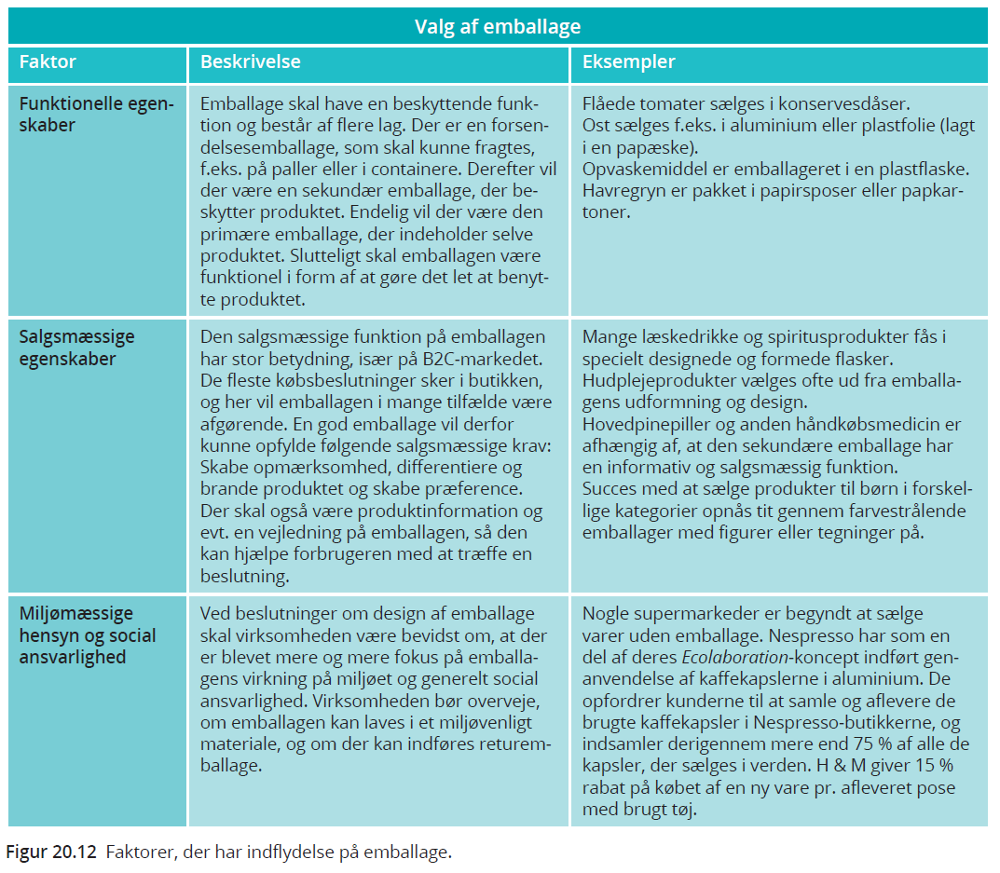 Valg af emballage
Faktor
Beskrivelse
Eksempler
Funktionelle egen-
skaber
Emballage skal have en beskyttende funk-
tion og består af flere lag. Der er en forsen-
delsesemballage, som skal kunne fragtes,
f.eks. på paller eller i containere. Derefter vil
der være en sekundær emballage, der be-
skytter produktet. Endelig vil der være den
primære emballage, der indeholder selve
produktet. Slutteligt skal emballagen være
funktionel i form af at gøre det let at benyt-
te produktet.
Flåede tomater sælges i konservesdåser.
Ost sælges f.eks. i aluminium eller plastfolie (lagt
i en papæske).
Opvaskemiddel er emballageret i en plastflaske.
Havregryn er pakket i papirsposer eller papkar-
toner.
Salgsmæssige
egenskaber
Den salgsmæssige funktion på emballagen
har stor betydning, især på B2C-markedet.
De fleste købsbeslutninger sker i butikken,
og her vil emballagen i mange tilfælde være
afgørende. En god emballage vil derfor
kunne opfylde følgende salgsmæssige krav:
Skabe opmærksomhed, differentiere og
brande produktet og skabe præference.
Der skal også være produktinformation og
evt. en vejledning på emballagen, så den
kan hjælpe forbrugeren med at træffe en
beslutning.
Mange læskedrikke og spiritusprodukter fås i
specielt designede og formede flasker.
Hudplejeprodukter vælges ofte ud fra emballa-
gens udformning og design.
Hovedpinepiller og anden håndkøbsmedicin er
afhængig af, at den sekundære emballage har
en informativ og salgsmæssig funktion.
Succes med at sælge produkter til børn i forskel-
lige kategorier opnås tit gennem farvestrålende
emballager med figurer eller tegninger på.
Miljømæssige
hensyn og social
ansvarlighed
Ved beslutninger om design af emballage
skal virksomheden være bevidst om, at der
er blevet mere og mere fokus på emballa-
gens virkning på miljøet og generelt social
ansvarlighed. Virksomheden bør overveje,
om emballagen kan laves i et miljøvenligt
materiale, og om der kan indføres returem-
ballage.
Nogle supermarkeder er begyndt at sælge
varer uden emballage. Nespresso har som en
del af deres Ecolaboration-koncept indført gen-
anvendelse af kaffekapslerne i aluminium. De
opfordrer kunderne til at samle og aflevere de
brugte kaffekapsler i Nespresso-butikkerne, og
indsamler derigennem mere end 75 % af alle de
kapsler, der sælges i verden. H & M giver 15 %
rabat på købet af en ny vare pr. afleveret pose
med brugt tøj.
Figur 20.12 Faktorer, der har indflydelse på emballage.